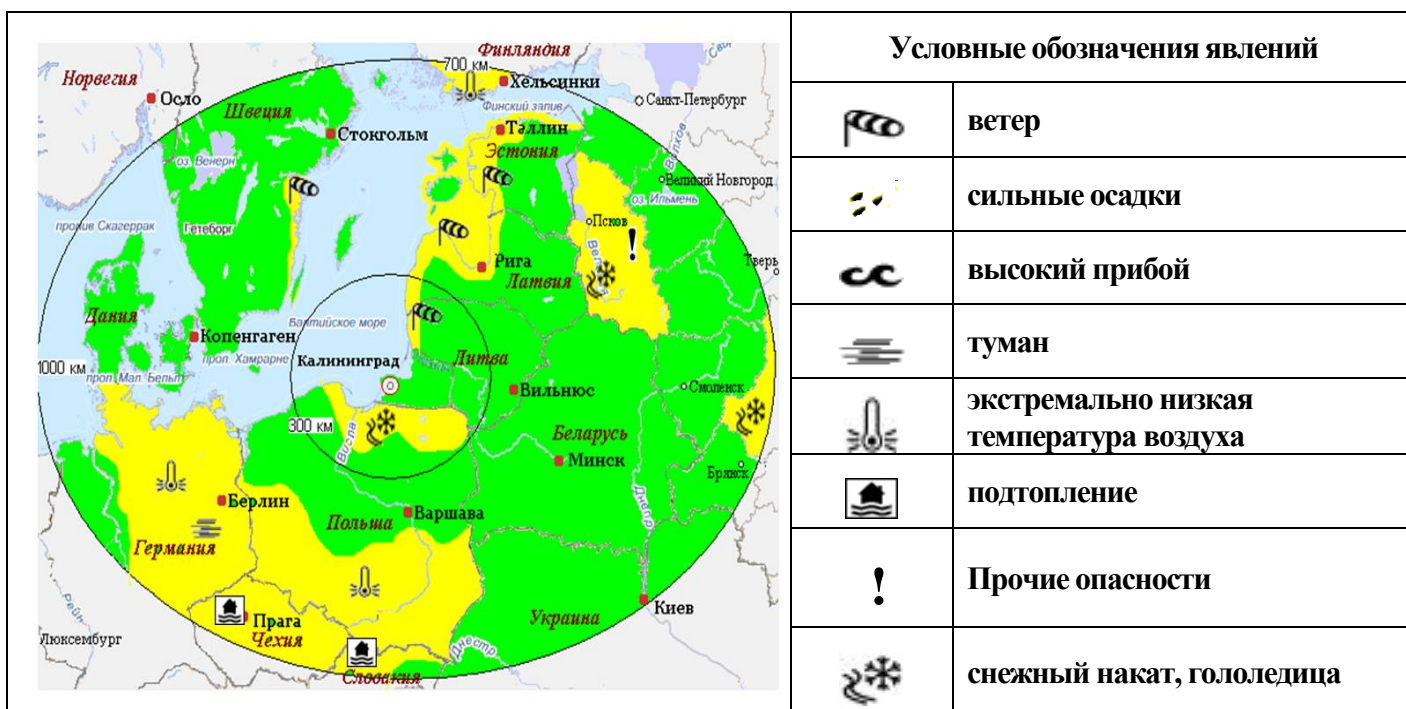 Финляндия
700 км
Норвегия
Хельсинки
Осло
Швеция
Санкт-Петербург
Финский залив
Стокгольм
Таллин
Эстония
Волхов
оз. Венерн
Великий Новгород
оз. Ильмень
пролив Скагеррак
Гетеборг
Псков
Рига
Тверь
Латвия
Дания
Балтийское море
Копенгаген
прол. Хамрарне
Калининград
Литва
1000 км
прол. Мал. Бельт
Вильнюс
Смоленск
300 км
Висла
Беларусь
Минск
Брянск
Днепр
Берлин
Польша
Варшава
Германия
Рейн
Прага
Украина
Киев
Чехия
Люксембург
Днестр
Словакия
Условные обозначения явлений
ветер
сильные осадки
высокий прибой
туман
экстремально низкая
температура воздуха
подтопление
! Прочие опасности
снежный накат, гололедица